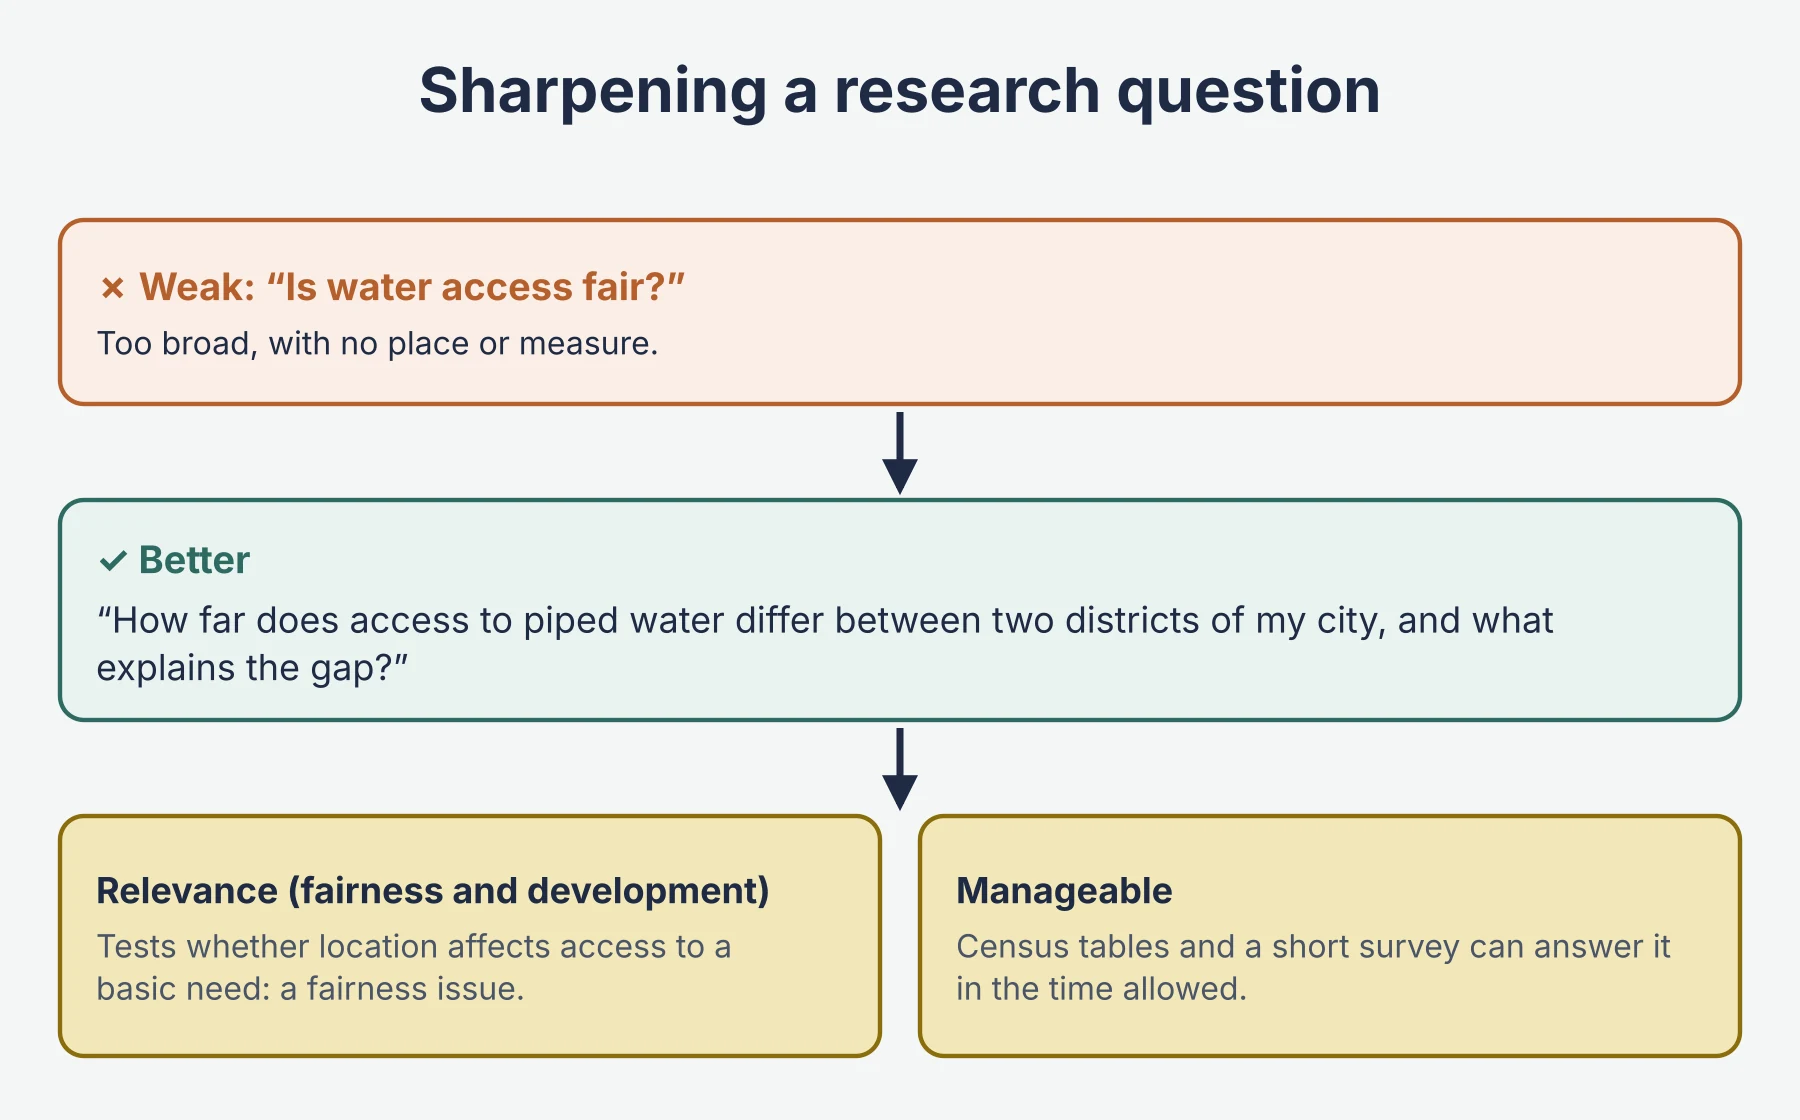 Sharpening a research question
× Weak: “Is water access fair?”
Too broad, with no place or measure.
✓ Better
“How far does access to piped water differ between two districts of my city, and what
explains the gap?”
Relevance (fairness and development)
Tests whether location affects access to a
basic need: a fairness issue.
Manageable
Census tables and a short survey can answer it
in the time allowed.